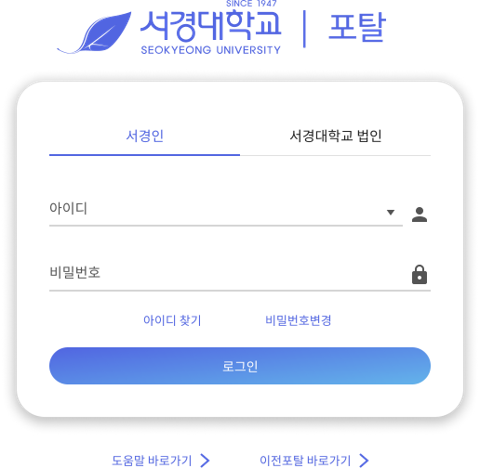 SINCE 1947
서경대학교 | 포탈
SEOKYEONG UNIVERSITY
서경인
서경대학교 법인
아이디
비밀번호
아이디 찾기
비밀번호변경
로그인
도움말 바로가기
이전포탈 바로가기